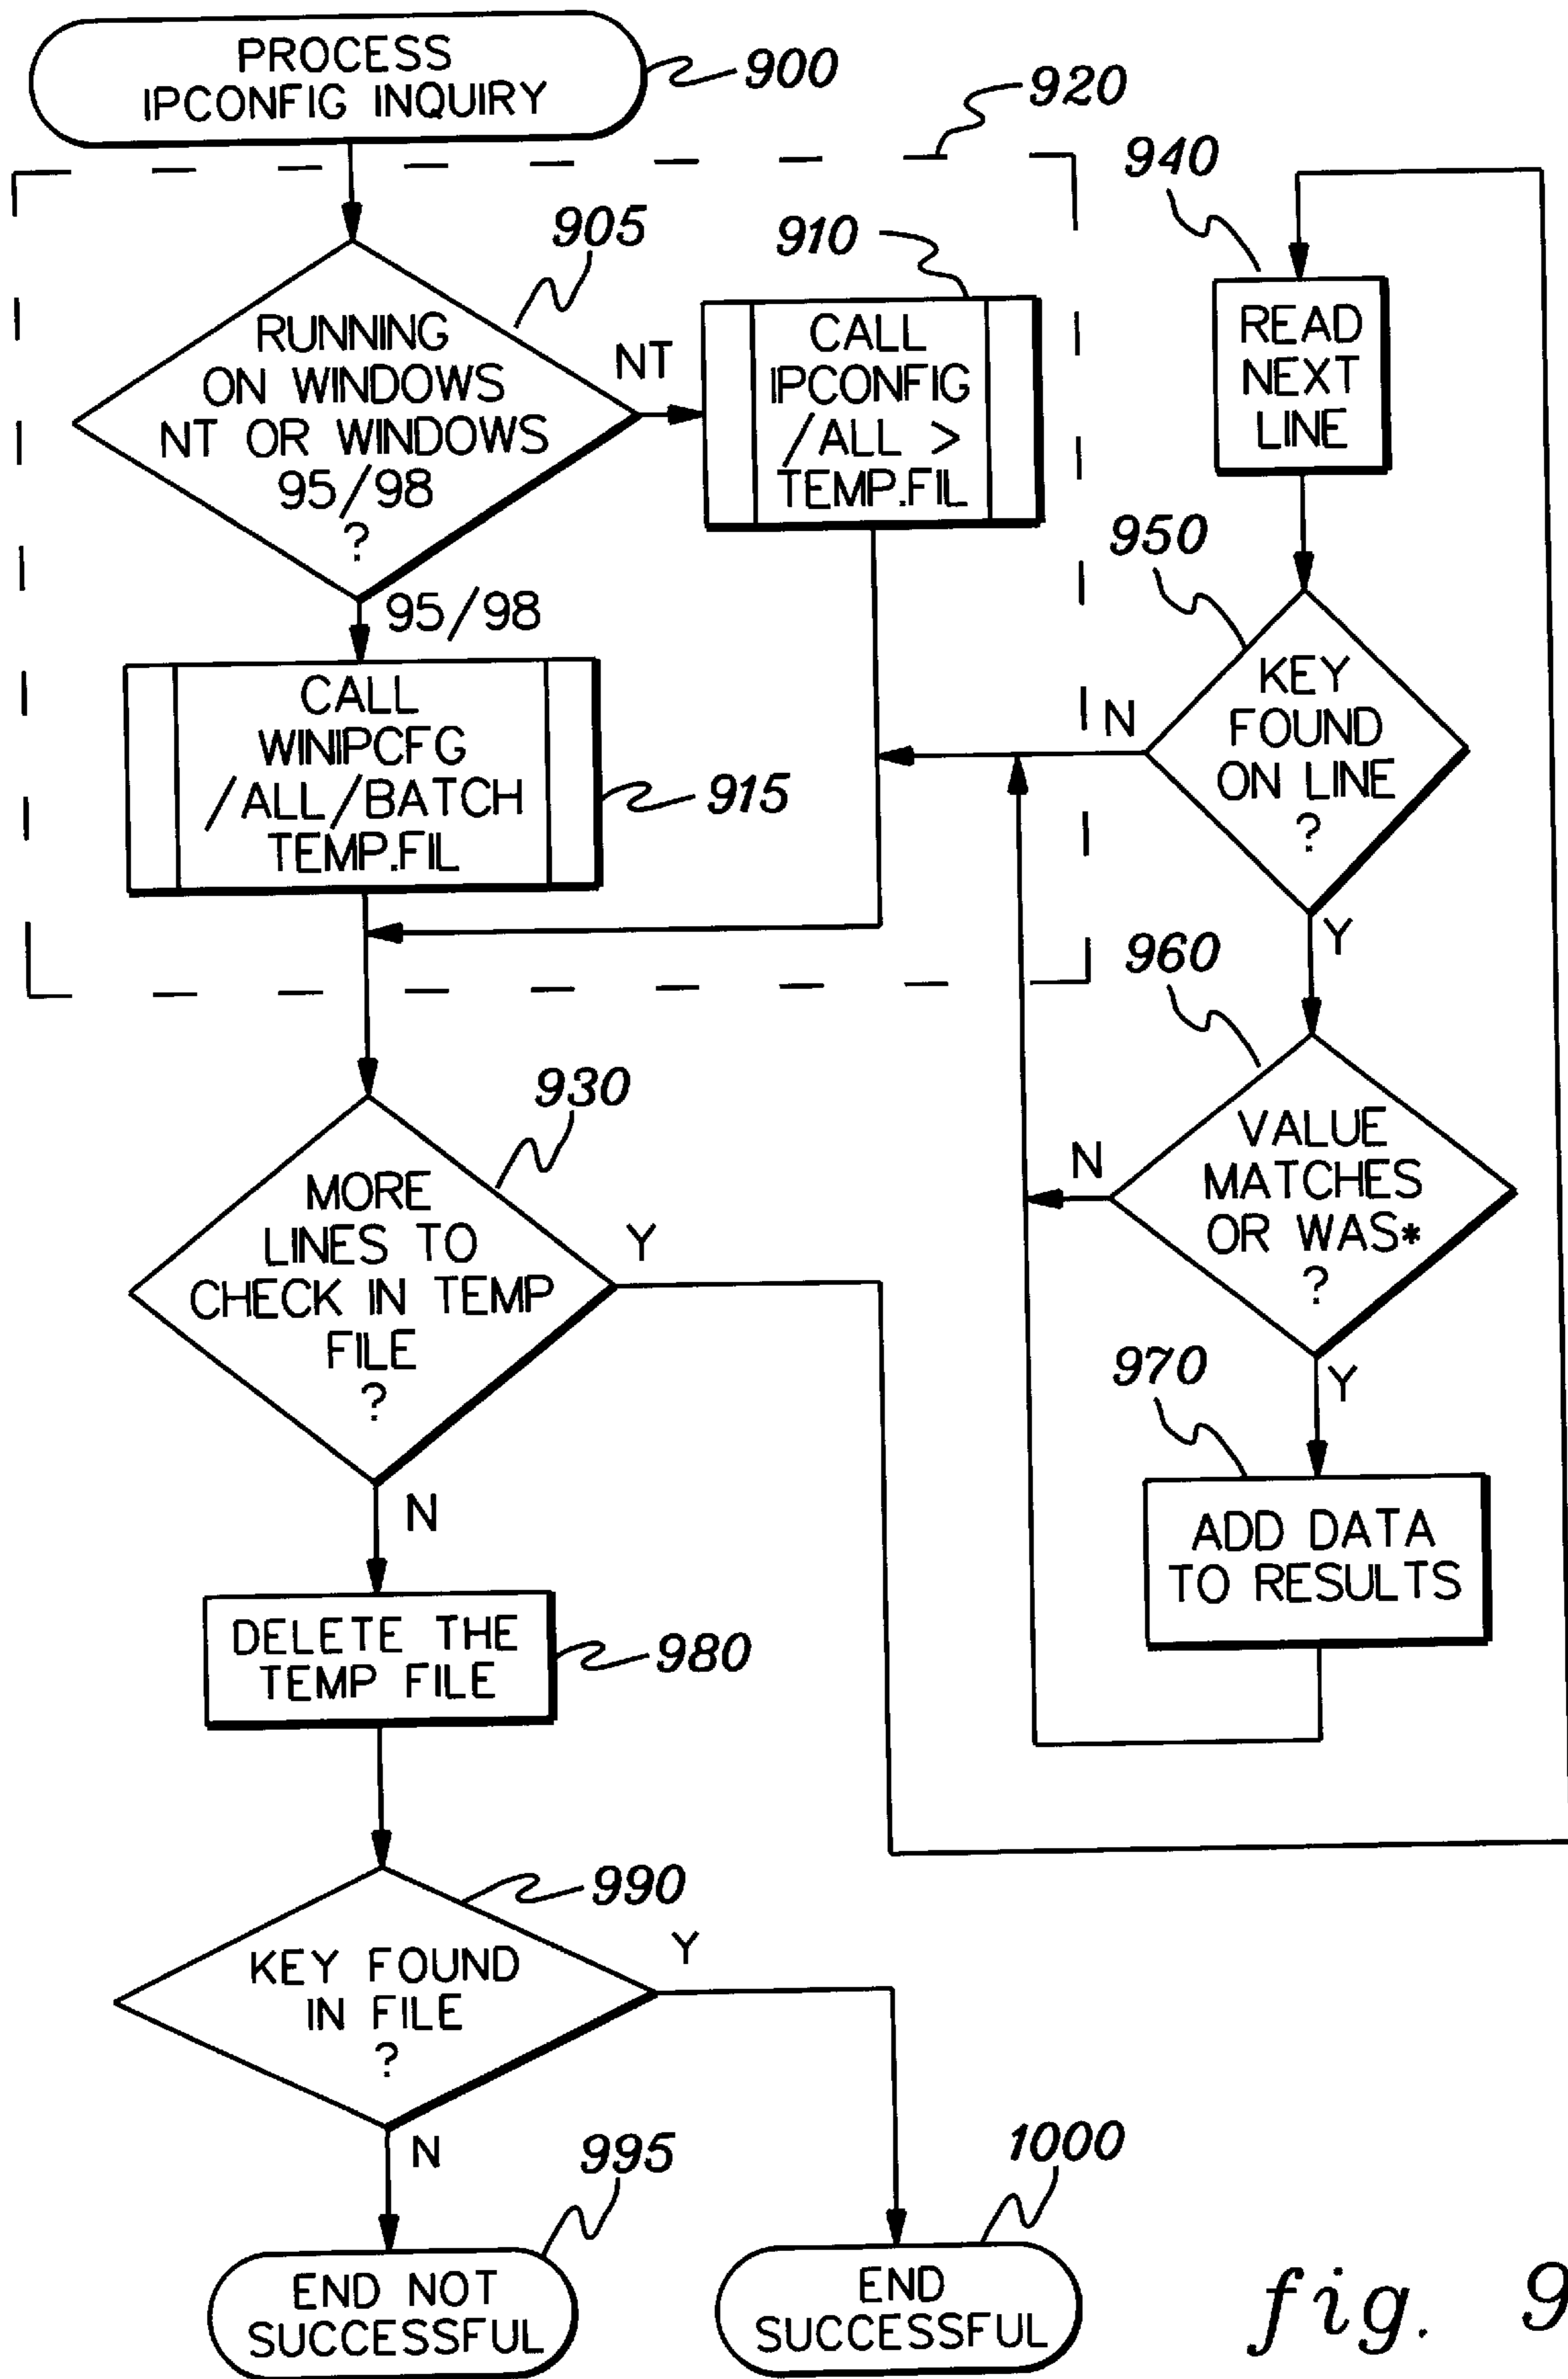 PROCESS
IPCONFIG INQUIRY
900
920
905
RUNNING
ON WINDOWS
NT OR WINDOWS
95/98
?
NT
910
CALL
IPCONFIG
/ALL >
TEMP.FIL
95/98
CALL
WINIPCFG
/ALL/BATCH
TEMP.FIL
915
930
MORE
LINES TO
CHECK IN TEMP
FILE
?
Y
N
940
READ
NEXT
LINE
950
KEY
FOUND
ON LINE
?
N
Y
960
VALUE
MATCHES
OR WAS*
?
N
Y
970
ADD DATA
TO RESULTS
DELETE THE
TEMP FILE
980
990
KEY FOUND
IN FILE
?
Y
N
995
END NOT
SUCCESSFUL
1000
END
SUCCESSFUL
fig. 9